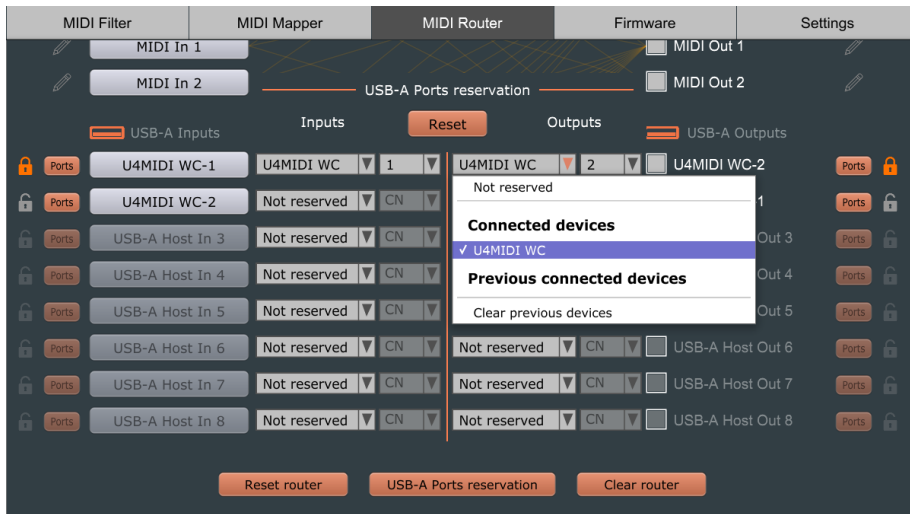 MIDI Filter MIDI Mapper MIDI Router Firmware Settings
MIDI In 1 MIDI Out 1
MIDI In 2 USB-A Ports reservation MIDI Out 2
USB-A Inputs Inputs Reset Outputs USB-A Outputs
Ports U4MIDI WC-1 U4MIDI WC 1 U4MIDI WC 2 U4MIDI WC-2 Ports
Not reserved
Ports U4MIDI WC-2 Not reserved CN 1 Ports
Connected devices
Ports USB-A Host In 3 Not reserved CN Out 3 Ports
✓ U4MIDI WC
Ports USB-A Host In 4 Not reserved CN Previous connected devices Out 4 Ports
Ports USB-A Host In 5 Not reserved CN Clear previous devices Out 5 Ports
Ports USB-A Host In 6 Not reserved CN Not reserved CN USB-A Host Out 6 Ports
Ports USB-A Host In 7 Not reserved CN Not reserved CN USB-A Host Out 7 Ports
Ports USB-A Host In 8 Not reserved CN Not reserved CN USB-A Host Out 8 Ports
Reset router USB-A Ports reservation Clear router